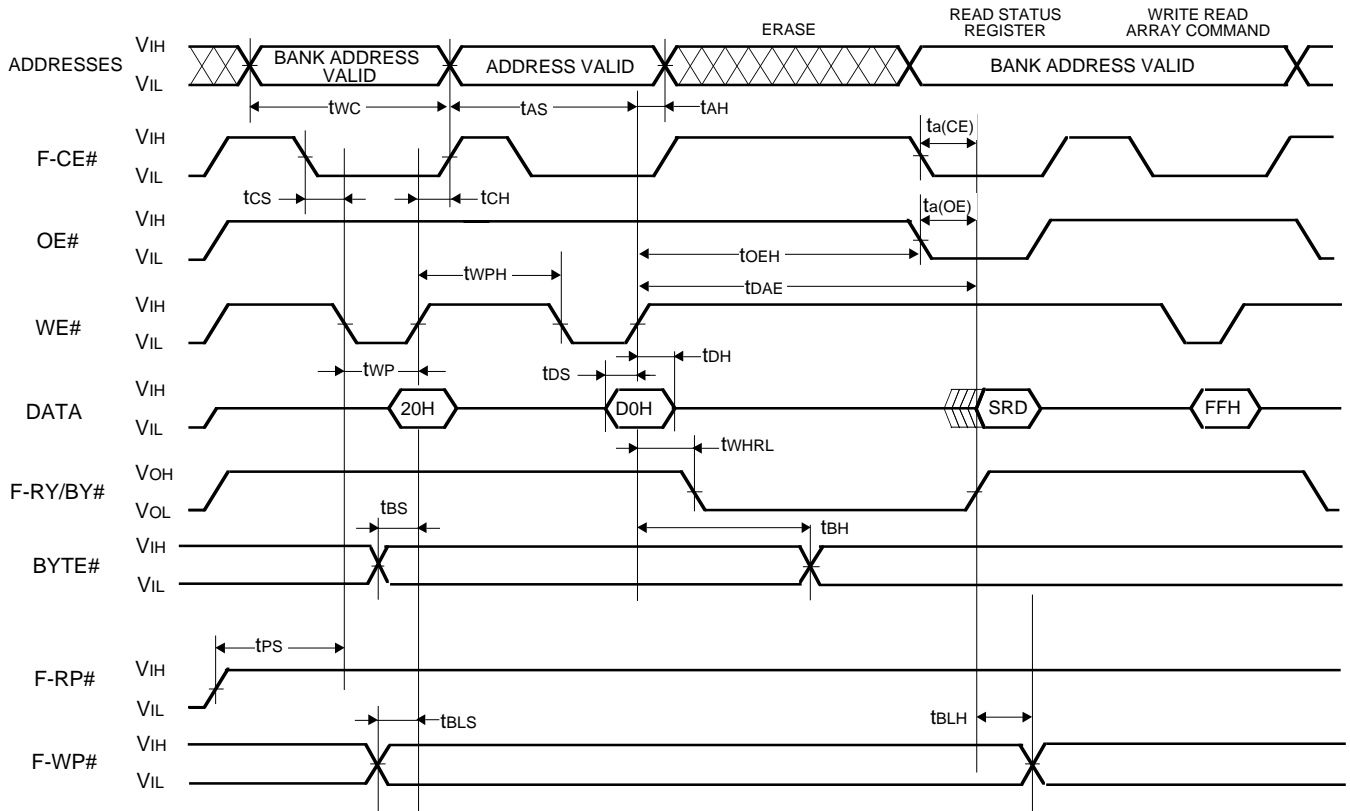 ERASE
READ STATUS
REGISTER
WRITE READ
ARRAY COMMAND
ADDRESSES
VIH
VIL
BANK ADDRESS
VALID
ADDRESS VALID
BANK ADDRESS VALID
tWC
tAS
tAH
F-CE#
VIH
VIL
ta(CE)
tCS
tCH
OE#
VIH
VIL
ta(OE)
tOEH
tWPH
tDAE
WE#
VIH
VIL
tWP
tDS
tDH
DATA
VIH
VIL
20H
D0H
SRD
FFH
tWHRL
F-RY/BY#
VOH
VOL
tBS
tBH
BYTE#
VIH
VIL
tPS
F-RP#
VIH
VIL
tBLS
tBLH
F-WP#
VIH
VIL